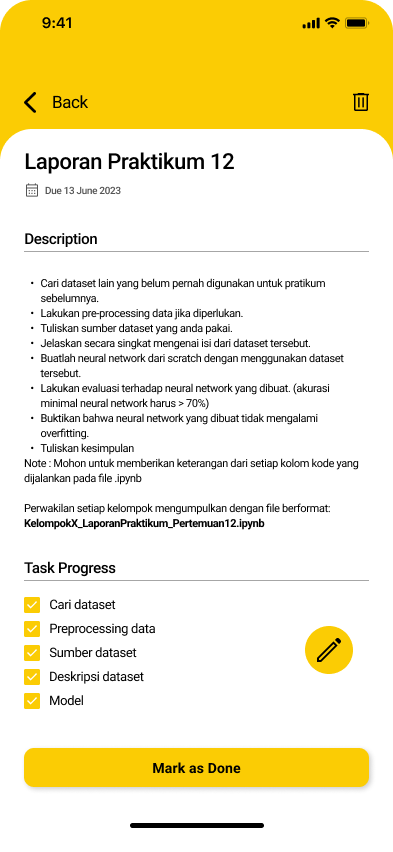 9:41
Back
Laporan Praktikum 12
Due 13 June 2023
Description
• Cari dataset lain yang belum pernah digunakan untuk pratikum
sebelumnya.
• Lakukan pre-processing data jika diperlukan.
• Tuliskan sumber dataset yang anda pakai.
• Jelaskan secara singkat mengenai isi dari dataset tersebut.
• Buatlah neural network dari scratch dengan menggunakan dataset
tersebut.
• Lakukan evaluasi terhadap neural network yang dibuat. (akurasi
minimal neural network harus > 70%)
• Buktikan bahwa neural network yang dibuat tidak mengalami
overfitting.
• Tuliskan kesimpulan
Note : Mohon untuk memberikan keterangan dari setiap kolom kode yang
dijalankan pada file .ipynb
Perwakilan setiap kelompok mengumpulkan dengan file berformat:
KelompokX_LaporanPraktikum_Pertemuan12.ipynb
Task Progress
Cari dataset
Preprocessing data
Sumber dataset
Deskripsi dataset
Model
Mark as Done